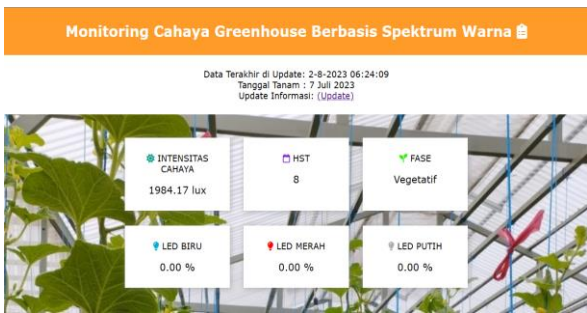 Monitoring Cahaya Greenhouse Berbasis Spektrum Warna
Data Terakhir di Update: 2-8-2023 06:24:09
Tanggal Tanam : 7 Juli 2023
Update Informasi: (Update)
INTENSITAS
CAHAYA
1984.17 lux
HST
8
FASE
Vegetatif
LED BIRU
0.00 %
LED MERAH
0.00 %
LED PUTIH
0.00 %